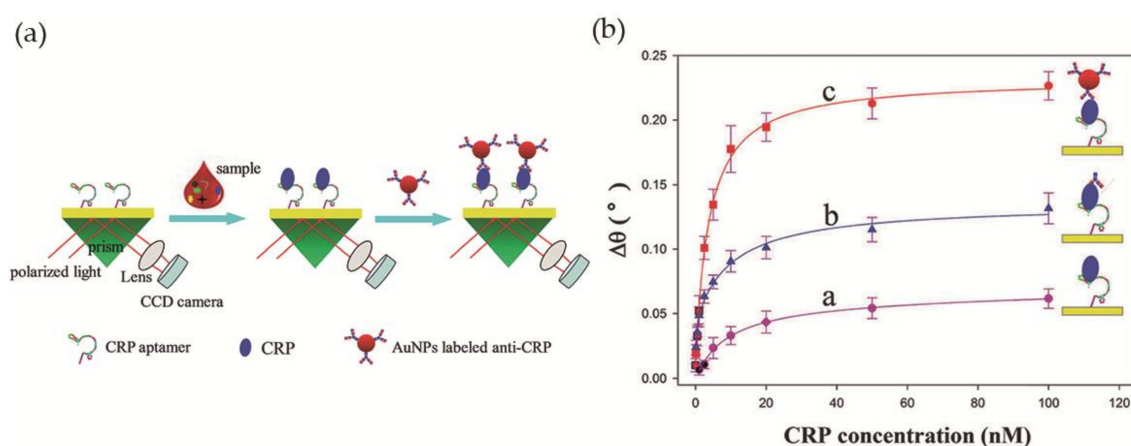 (a)
sample
prism
polarized light
Lens
CCD camera
CRP aptamer
CRP
AuNPs labeled anti-CRP
(b)
0.25
0.20
0.15
0.10
0.05
0.00
Δθ ( ° )
c
b
a
0 20 40 60 80 100 120
CRP concentration (nM)